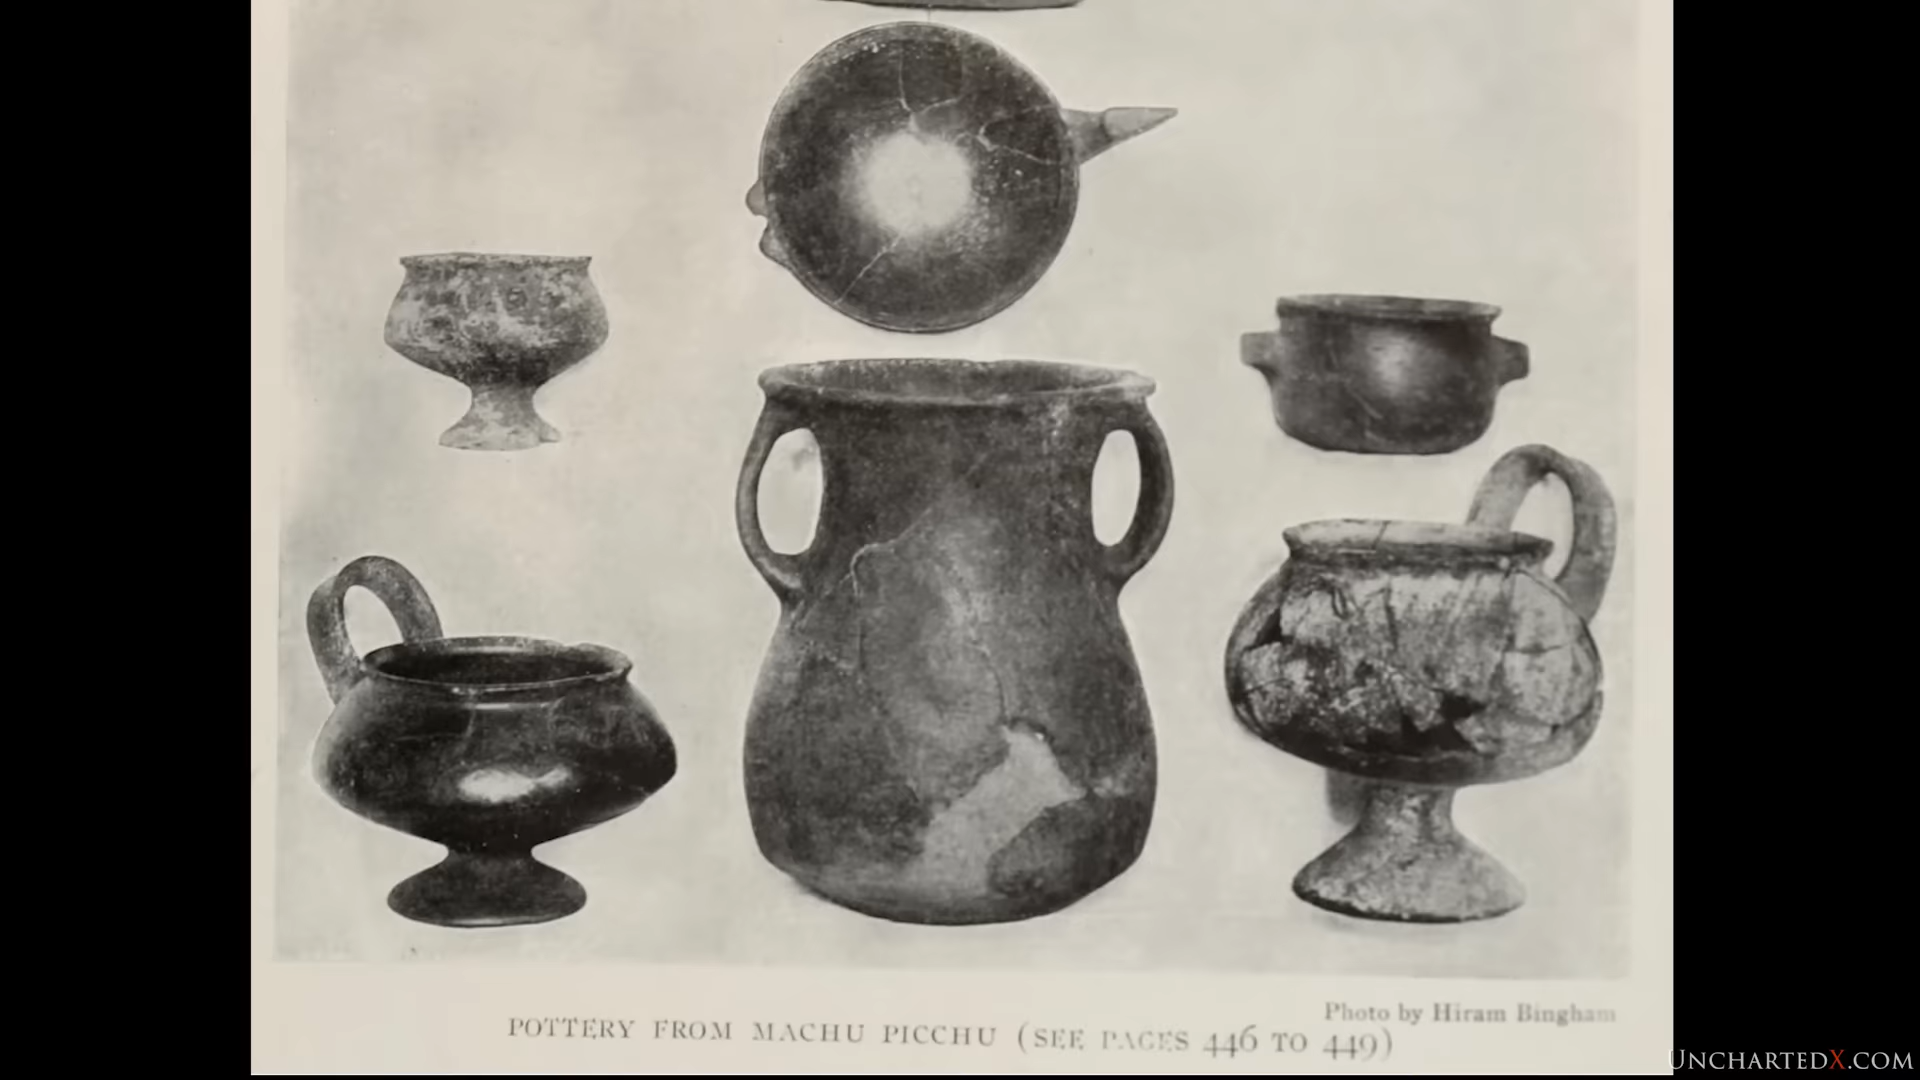 Photo by Hiram Bingham
POTTERY FROM MACHU PICCHU (SEE PAGES 446 TO 449)
UNCHARTEDX.COM